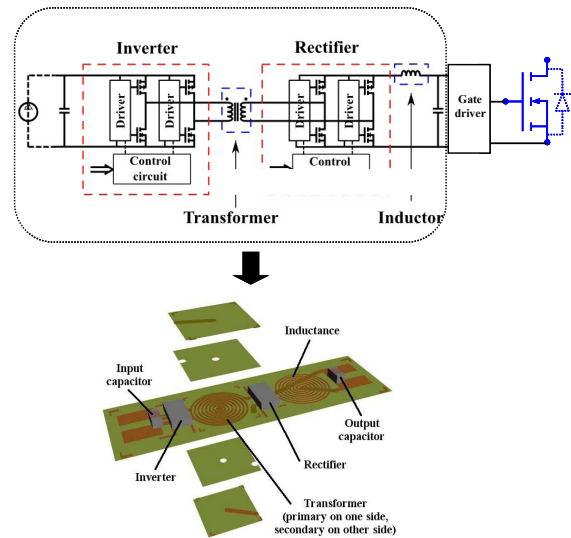 Inverter
Rectifier
Driver
Driver
Driver
Driver
Gate
driver
Control
circuit
Control
Transformer
Inductor
Inductance
Input
capacitor
Output
capacitor
Rectifier
Inverter
Transformer
(primary on one side,
secondary on other side)